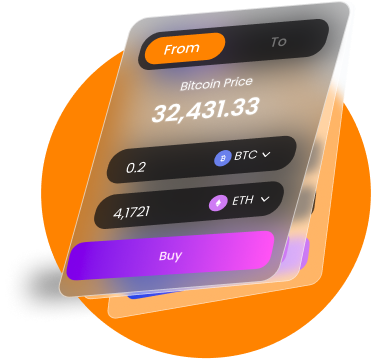 From To
Bitcoin Price
32,431.33
0.2 BTC
4,1721 ETH
Buy